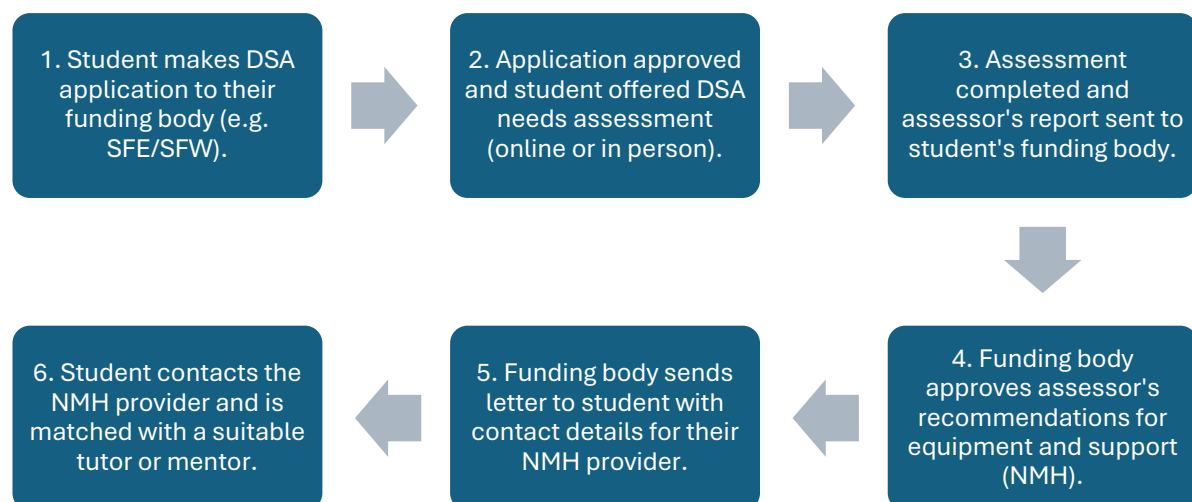 1. Student makes DSA
application to their
funding body (e.g.
SFE/SFW).
2. Application approved
and student offered DSA
needs assessment
(online or in person).
3. Assessment
completed and
assessor's report sent to
student's funding body.
4. Funding body
approves assessor's
recommendations for
equipment and support
(NMH).
5. Funding body sends
letter to student with
contact details for their
NMH provider.
6. Student contacts the
NMH provider and is
matched with a suitable
tutor or mentor.